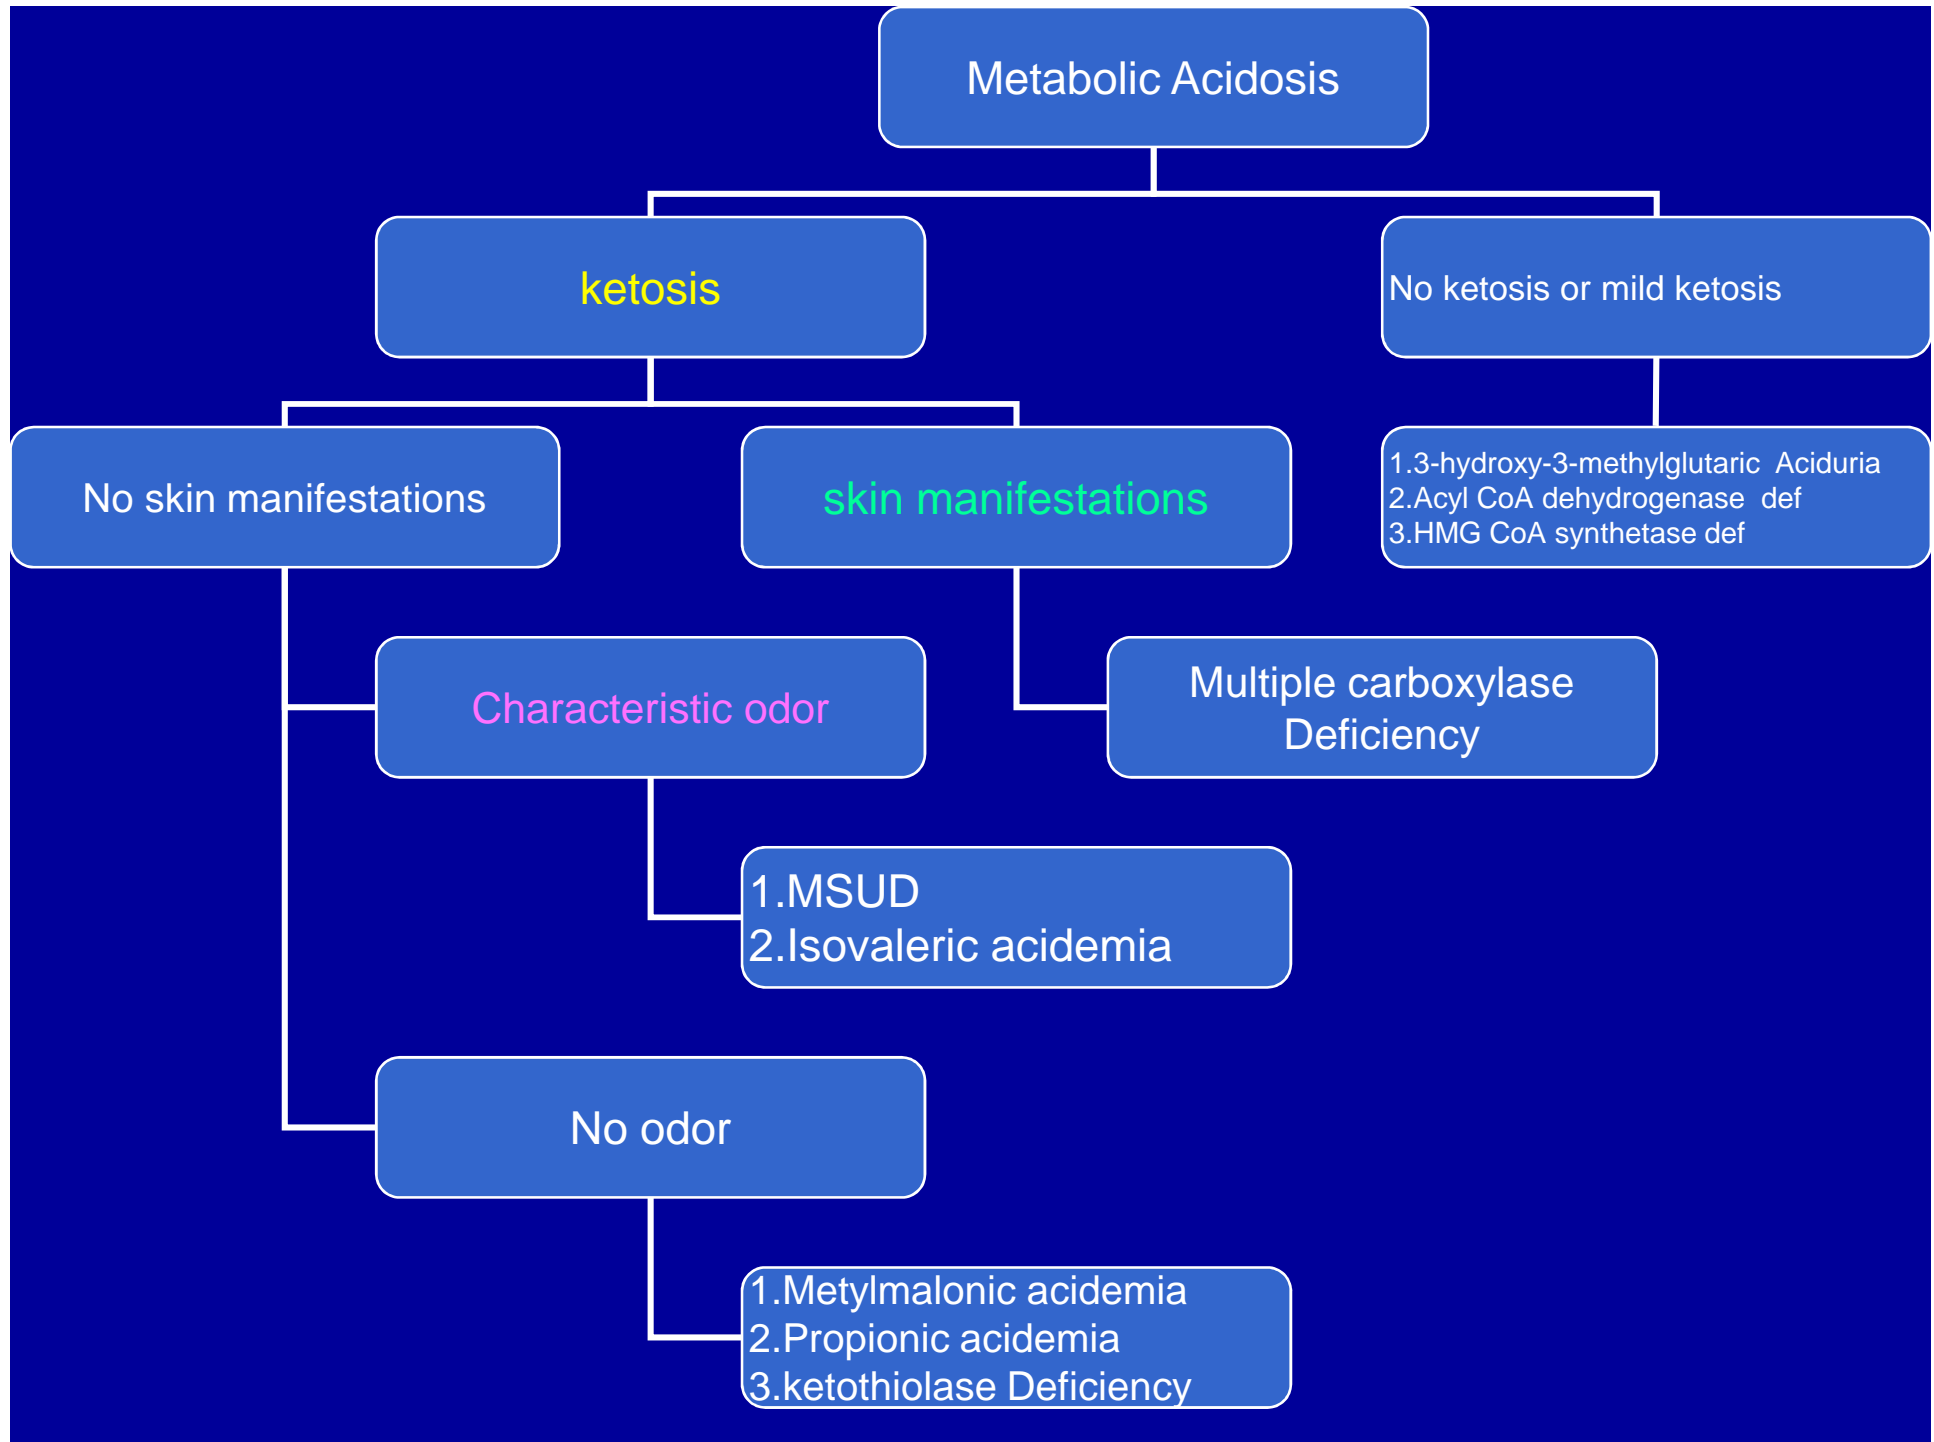 Metabolic Acidosis
ketosis
No ketosis or mild ketosis
No skin manifestations
skin manifestations
1.3-hydroxy-3-methylglutaric Aciduria
2.Acyl CoA dehydrogenase def
3.HMG CoA synthetase def
Characteristic odor
Multiple carboxylase
Deficiency
1.MSUD
2.Isovaleric acidemia
No odor
1.Metylmalonic acidemia
2.Propionic acidemia
3.ketothiolase Deficiency